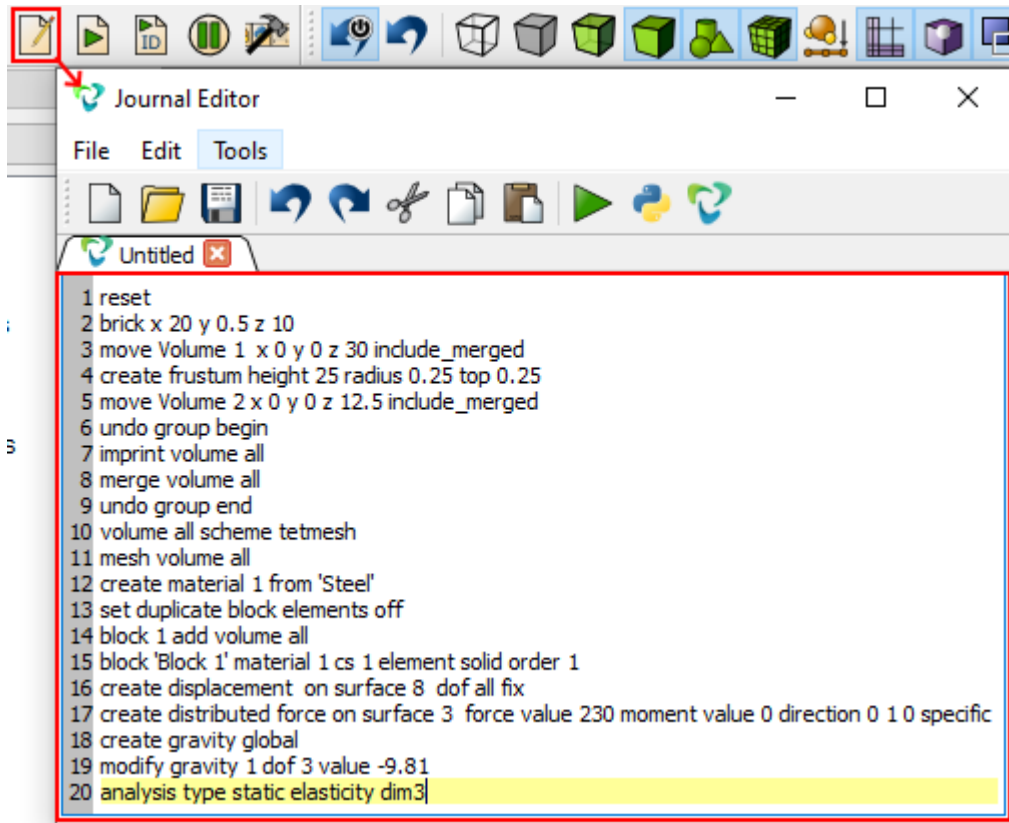 ID
Journal Editor
File Edit Tools
Untitled
1 reset
2 brick x 20 y 0.5 z 10
3 move Volume 1  x 0 y 0 z 30 include_merged
4 create frustum height 25 radius 0.25 top 0.25
5 move Volume 2 x 0 y 0 z 12.5 include_merged
6 undo group begin
7 imprint volume all
8 merge volume all
9 undo group end
10 volume all scheme tetmesh
11 mesh volume all
12 create material 1 from 'Steel'
13 set duplicate block elements off
14 block 1 add volume all
15 block 'Block 1' material 1 cs 1 element solid order 1
16 create displacement  on surface 8  dof all fix
17 create distributed force on surface 3  force value 230 moment value 0 direction 0 1 0 specific
18 create gravity global
19 modify gravity 1 dof 3 value -9.81
20 analysis type static elasticity dim3